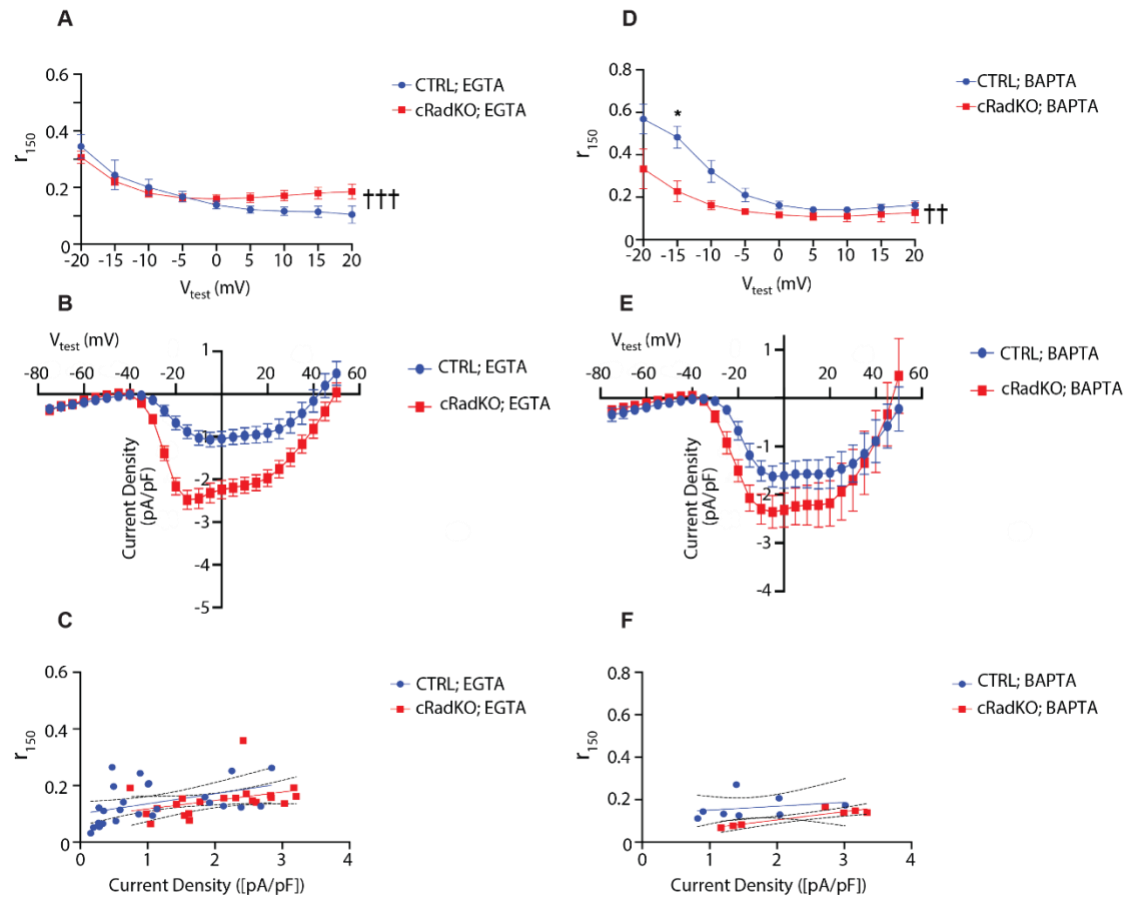 A
0.6
0.4
0.2
0
r150
-20 -15 -10 -5 0 5 10 15 20
Vtest (mV)
CTRL; EGTA
cRadKO; EGTA
†††
B
Vtest (mV)
1
-80 -60 -40 -20 20 40 60
-1
-2
-3
-4
-5
Current Density
(pA/pF)
CTRL; EGTA
cRadKO; EGTA
C
0.6
0.4
0.2
0
r150
0 1 2 3 4
Current Density ([pA/pF])
CTRL; EGTA
cRadKO; EGTA
D
0.8
0.6
0.4
0.2
0
r150
*
-20 -15 -10 -5 0 5 10 15 20
Vtest (mV)
CTRL; BAPTA
cRadKO; BAPTA
††
E
Vtest (mV)
1
-80 -60 -40 -20 20 40 60
-1
-2
-3
-4
Current Density
(pA/pF)
CTRL; BAPTA
cRadKO; BAPTA
F
0.8
0.6
0.4
0.2
0
r150
0 1 2 3 4
Current Density ([pA/pF])
CTRL; BAPTA
cRadKO; BAPTA